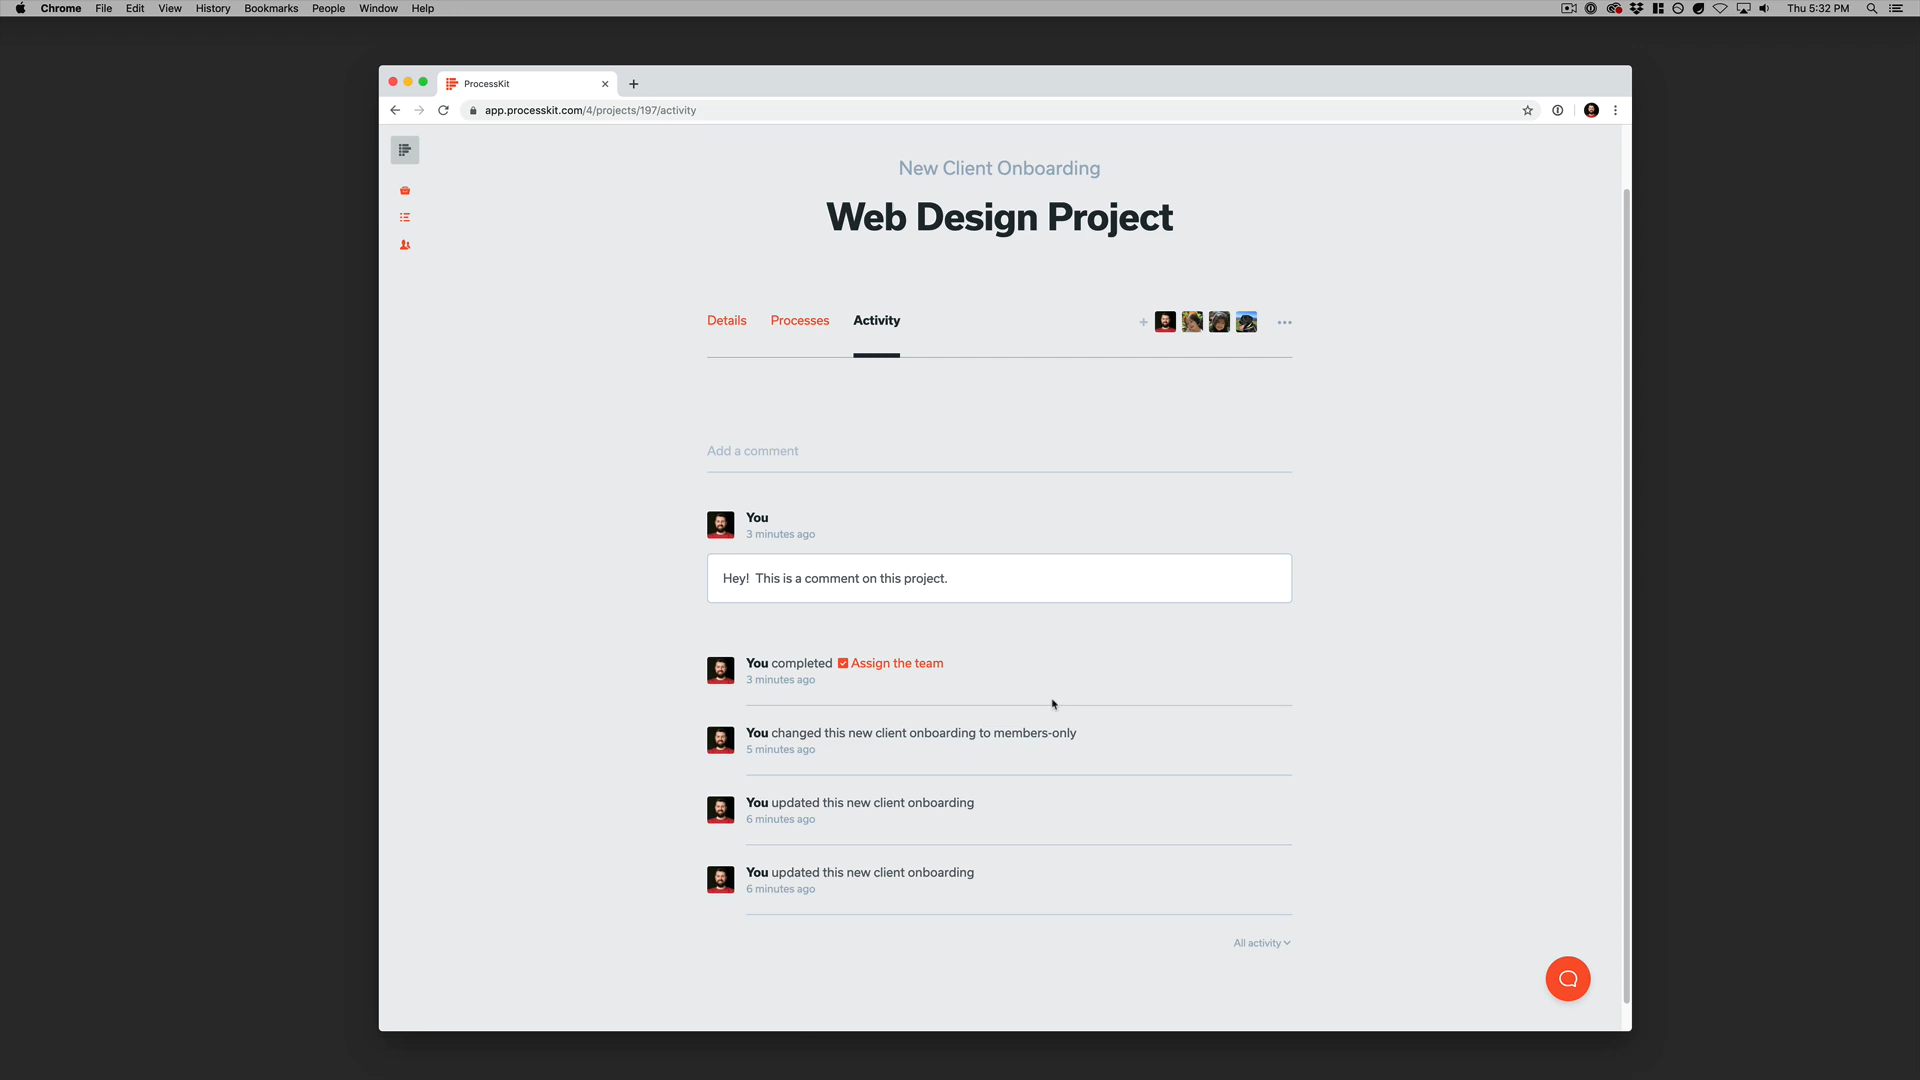 Chrome File Edit View History Bookmarks People Window Help Thu 5:32 PM
ProcessKit
app.processkit.com/4/projects/197/activity
New Client Onboarding
Web Design Project
Details Processes Activity
Add a comment
You
3 minutes ago
Hey! This is a comment on this project.
You completed Assign the team
3 minutes ago
You changed this new client onboarding to members-only
5 minutes ago
You updated this new client onboarding
6 minutes ago
You updated this new client onboarding
6 minutes ago
All activity